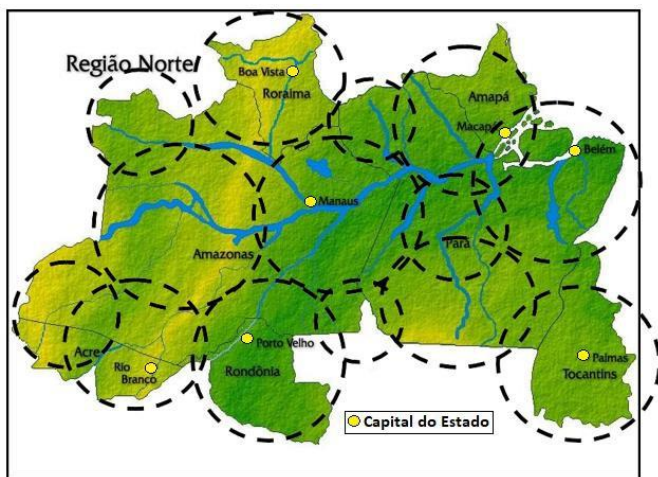 Região Norte
Boa Vista
Roraima
Amapá
Macapá
Belém
Manaus
Amazonas
Pará
Acre
Rio
Branco
Porto Velho
Rondônia
Palmas
Tocantins
Capital do Estado